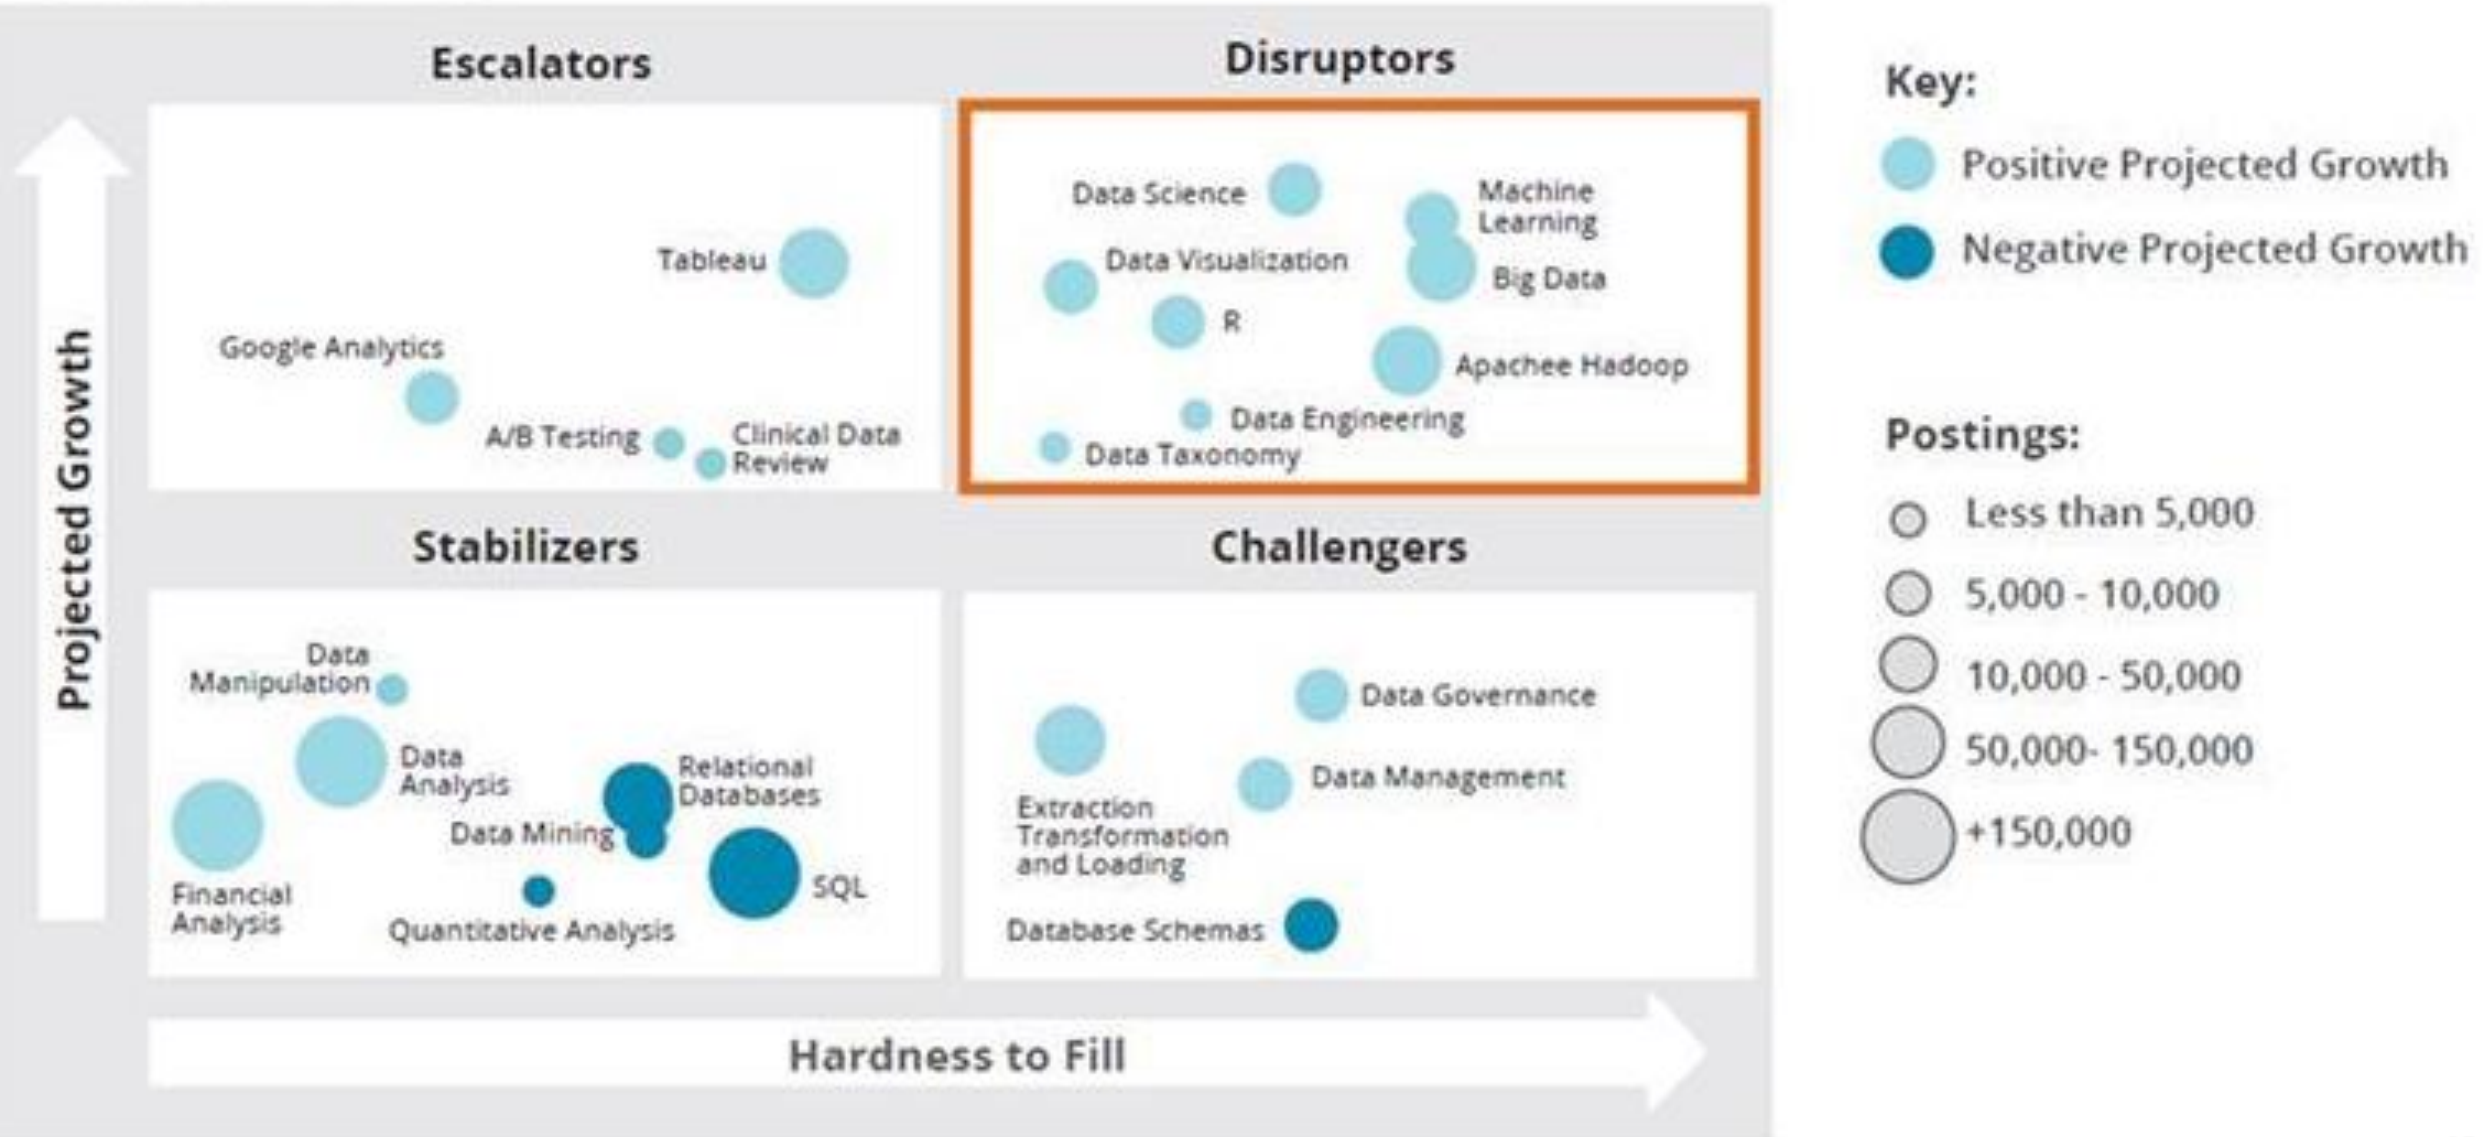 Escalators
Disruptors
Projected Growth
Tableau
Google Analytics
A/B Testing
Clinical Data
Review
Data Science
Machine
Learning
Data Visualization
Big Data
R
Apachee Hadoop
Data Engineering
Data Taxonomy
Stabilizers
Challengers
Data
Manipulation
Data
Analysis
Relational
Databases
Data Mining
SQL
Financial
Analysis
Quantitative Analysis
Data Governance
Data Management
Extraction
Transformation
and Loading
Database Schemas
Hardness to Fill
Key:
Positive Projected Growth
Negative Projected Growth
Postings:
Less than 5,000
5,000 - 10,000
10,000 - 50,000
50,000- 150,000
+150,000